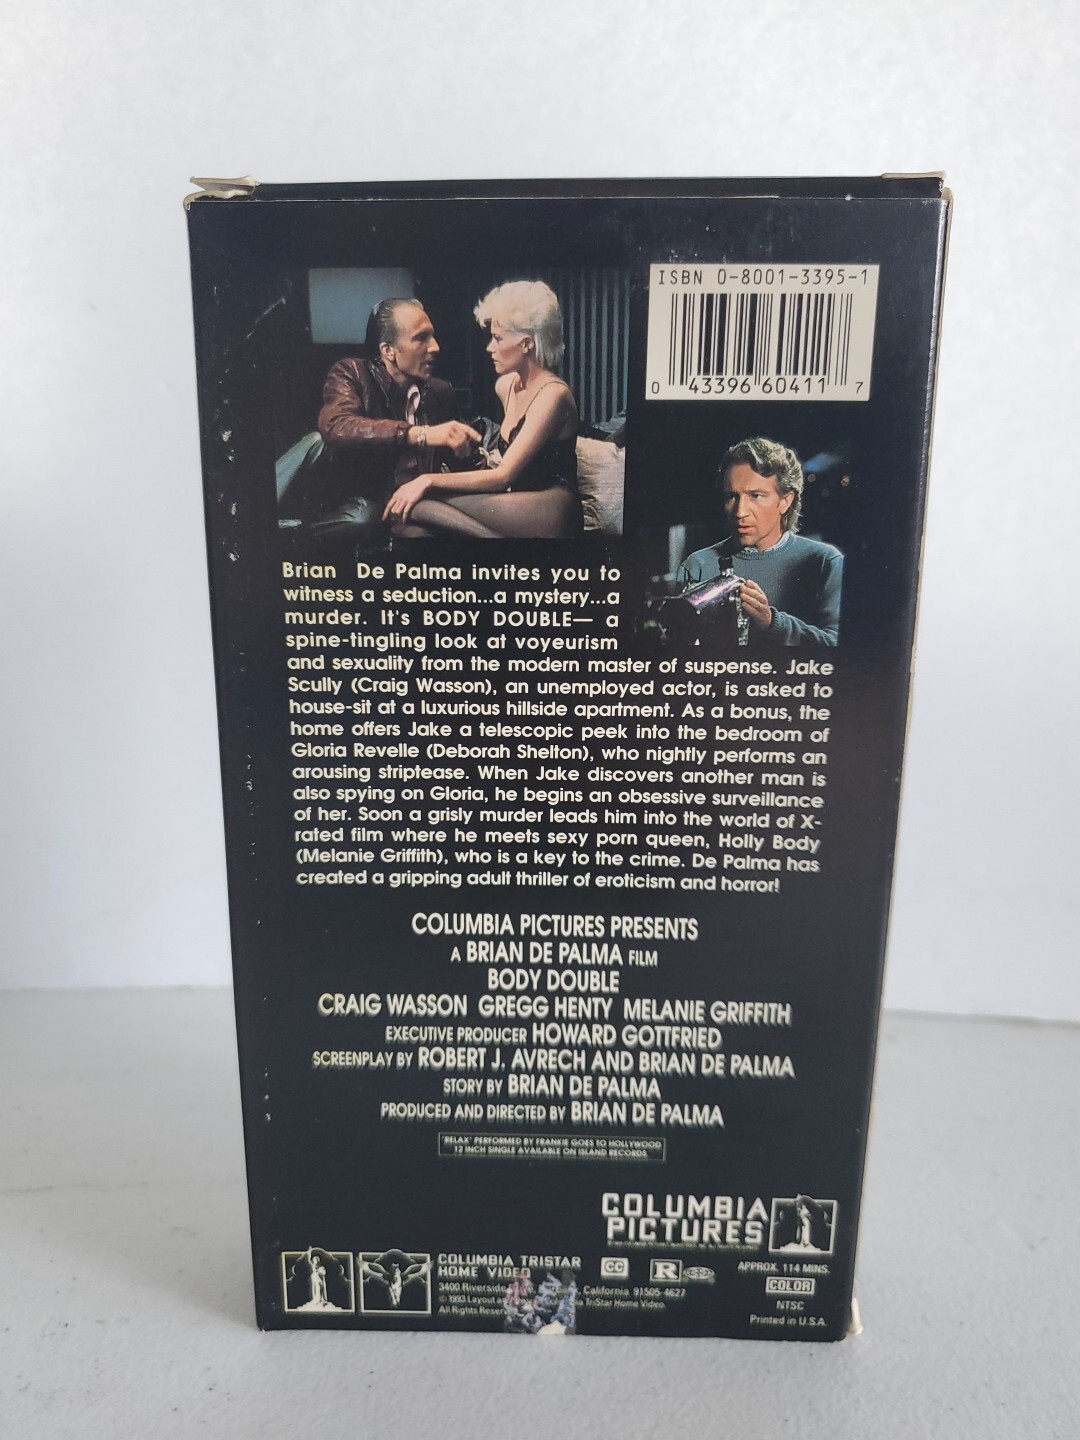 ISBN 0-8001-3395-1
0 43396 60411 7
Brian De Palma invites you to
witness a seduction...a mystery...a
murder. It's BODY DOUBLE— a
spine-tingling look at voyeurism
and sexuality from the modern master of suspense. Jake
Scully (Craig Wasson), an unemployed actor, is asked to
house-sit at a luxurious hillside apartment. As a bonus, the
home offers Jake a telescopic peek into the bedroom of
Gloria Revelle (Deborah Shelton), who nightly performs an
arousing striptease. When Jake discovers another man is
also spying on Gloria, he begins an obsessive surveillance
of her. Soon a grisly murder leads him into the world of X-
rated film where he meets sexy porn queen, Holly Body
(Melanie Griffith), who is a key to the crime. De Palma has
created a gripping adult thriller of eroticism and horror!
COLUMBIA PICTURES PRESENTS
A BRIAN DE PALMA FILM
BODY DOUBLE
CRAIG WASSON GREGG HENTY MELANIE GRIFFITH
EXECUTIVE PRODUCER HOWARD GOTTFRIED
SCREENPLAY BY ROBERT J. AVRECH AND BRIAN DE PALMA
STORY BY BRIAN DE PALMA
PRODUCED AND DIRECTED BY BRIAN DE PALMA
"RELAX" PERFORMED BY FRANKIE GOES TO HOLLYWOOD
12 INCH SINGLE AVAILABLE ON ISLAND RECORDS.
COLUMBIA
PICTURES
COLUMBIA TRISTAR
HOME VIDEO
3400 Riverside California 91505-4627
© 1993 Layout TriStar Home Video.
All Rights
CC
R
APPROX. 114 MINS.
COLOR
NTSC
Printed in U.S.A.